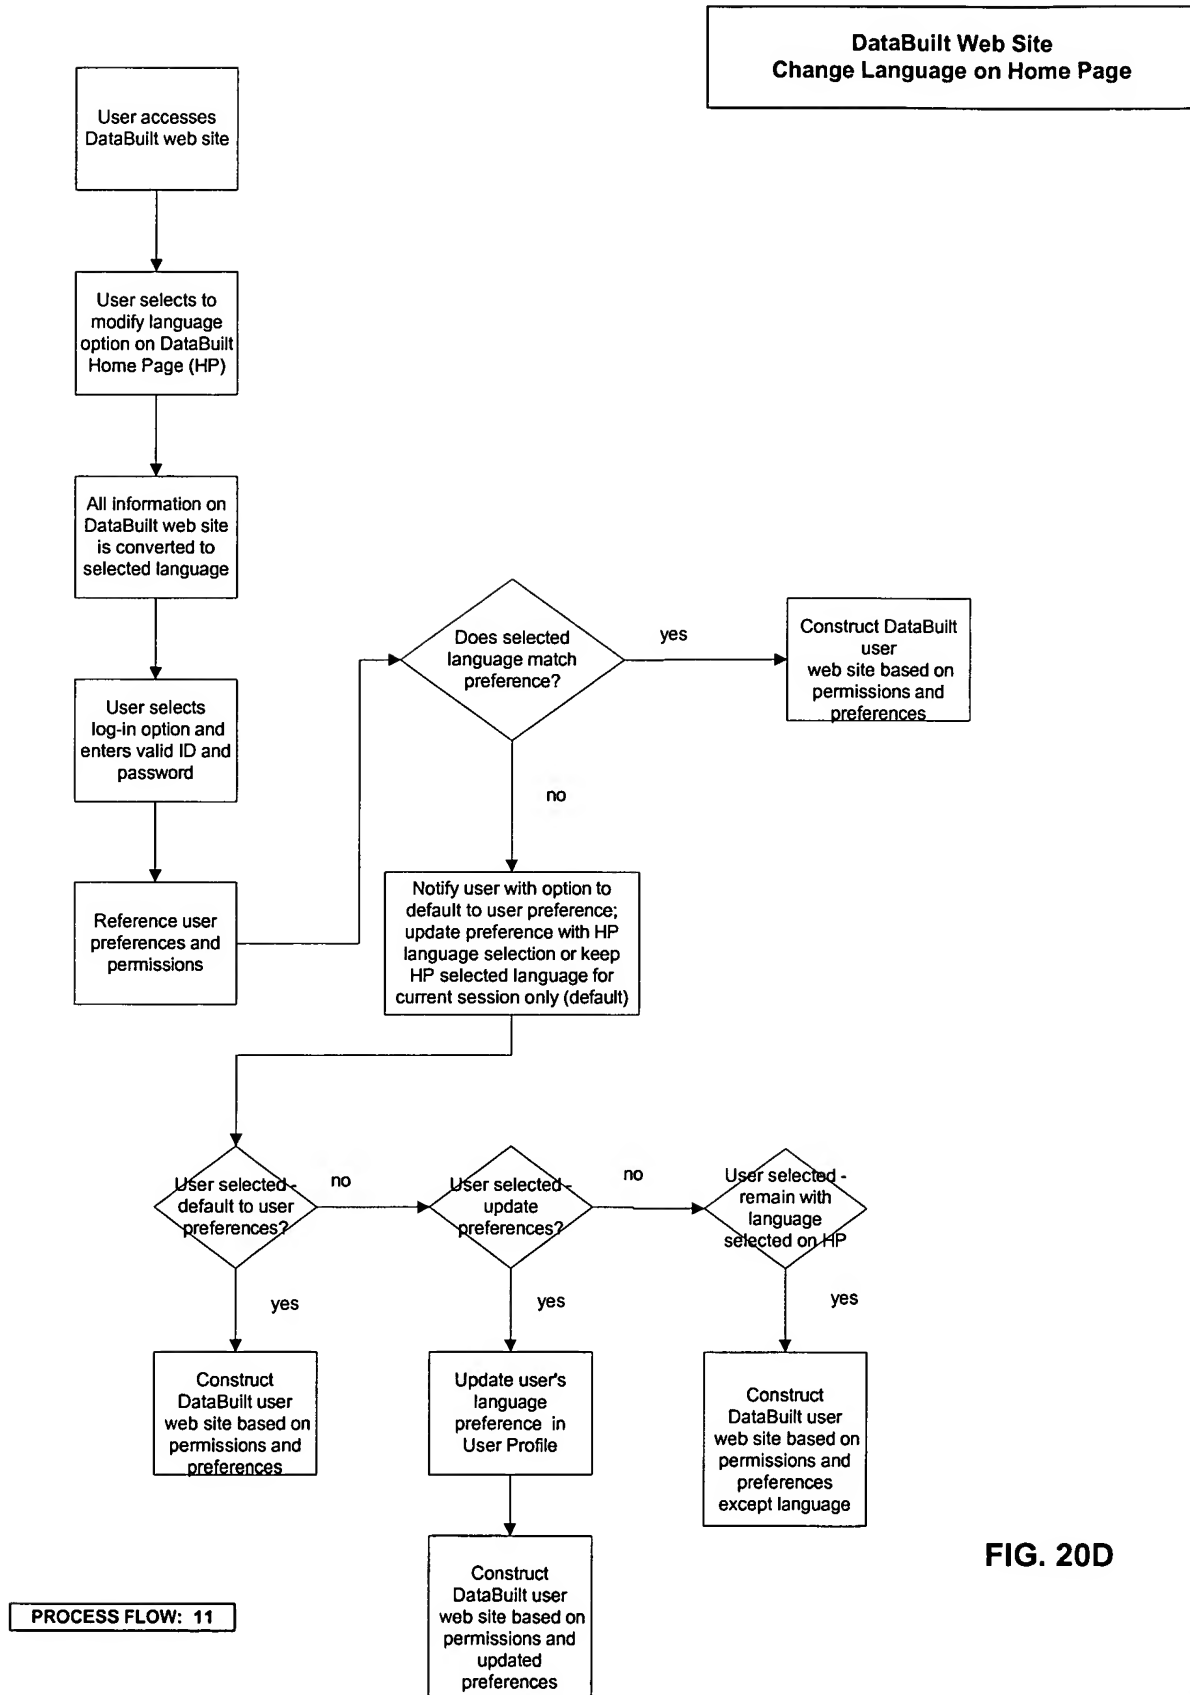 DataBuilt Web Site
Change Language on Home Page
User accesses
DataBuilt web site
User selects to
modify language
option on DataBuilt
Home Page (HP)
All information on
DataBuilt web site
is converted to
selected language
User selects
log-in option and
enters valid ID and
password
Reference user
preferences and
permissions
Does selected
language match
preference?
yes
Construct DataBuilt
user
web site based on
permissions and
preferences
no
Notify user with option to
default to user preference;
update preference with HP
language selection or keep
HP selected language for
current session only (default)
User selected -
default to user
preferences?
no
User selected -
update
preferences?
no
User selected -
remain with
language
selected on HP
yes
yes
yes
Construct
DataBuilt user
web site based on
permissions and
preferences
Update user's
language
preference in
User Profile
Construct
DataBuilt user
web site based on
permissions and
preferences
except language
Construct
DataBuilt user
web site based on
permissions and
updated
preferences
FIG. 20D
PROCESS FLOW: 11